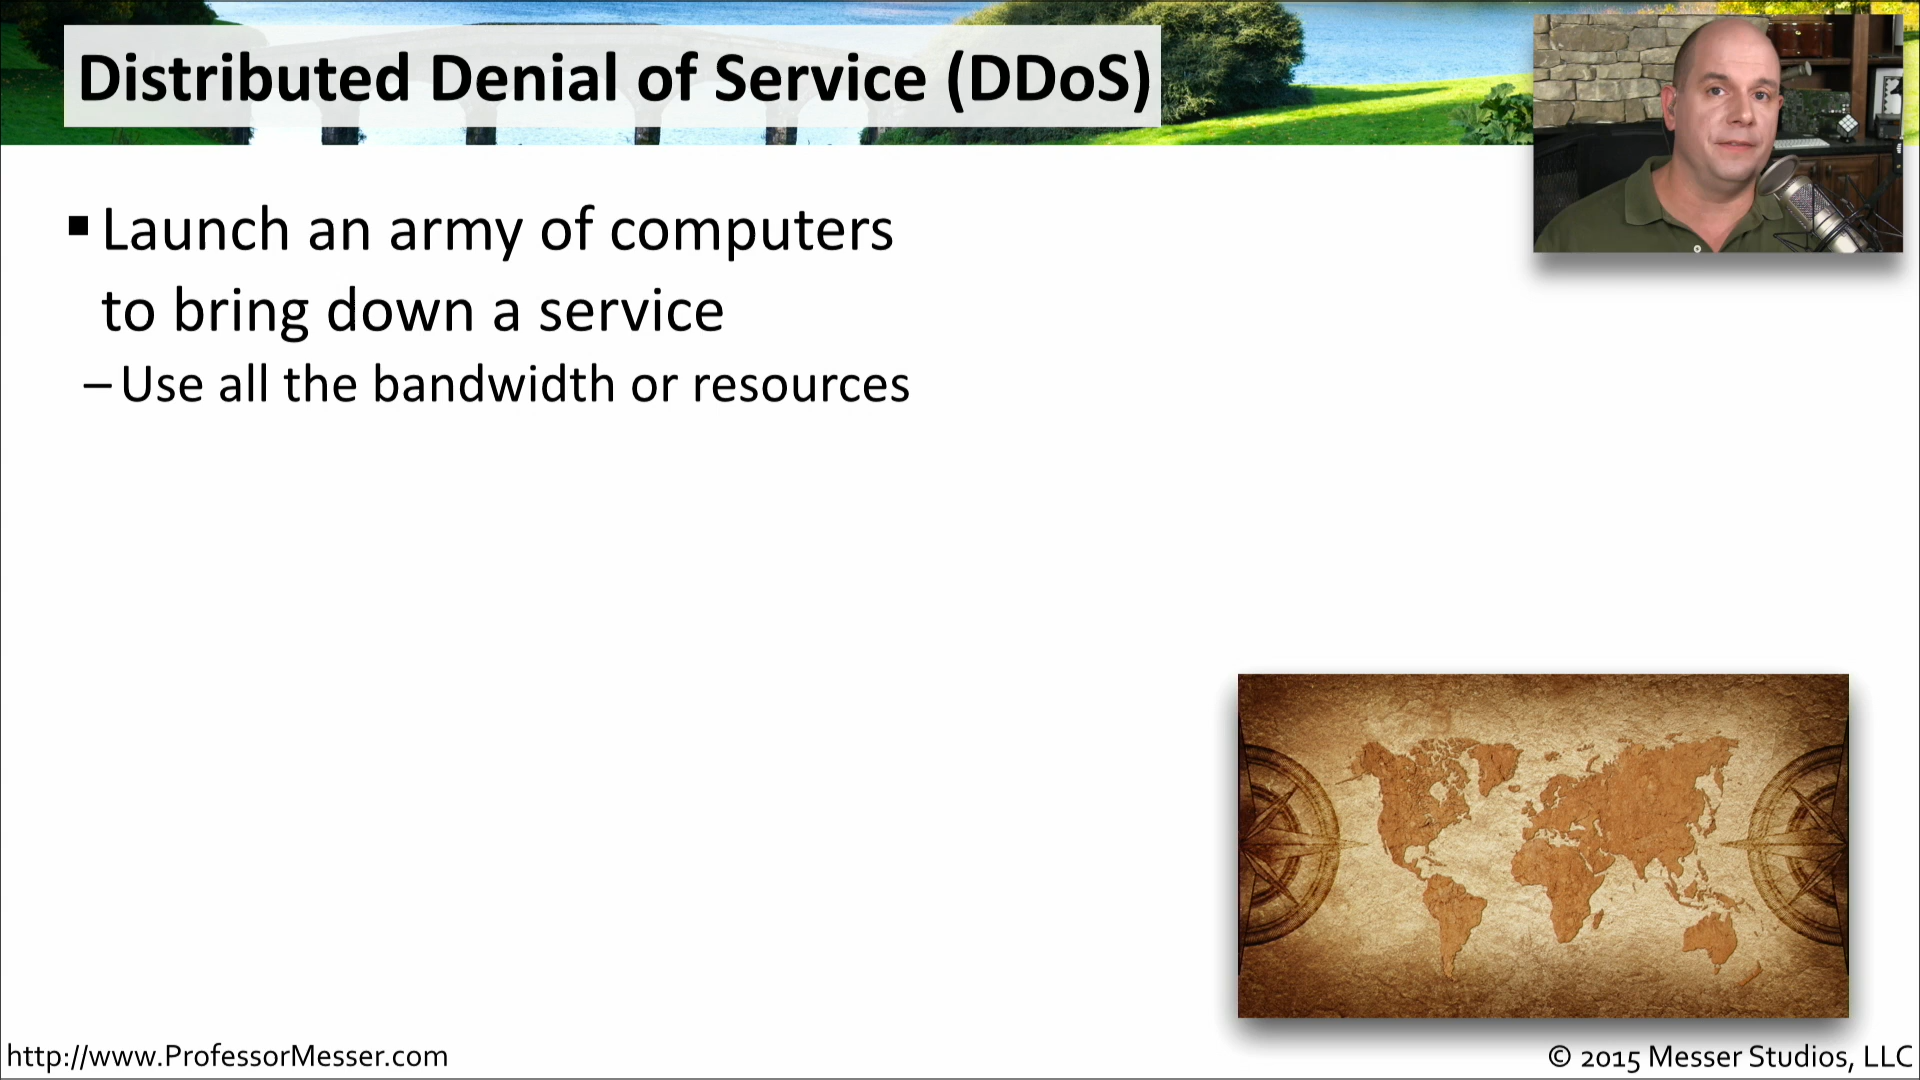 Distributed Denial of Service (DDoS)
▪ Launch an army of computers
to bring down a service
– Use all the bandwidth or resources
http://www.ProfessorMesser.com
© 2015 Messer Studios, LLC